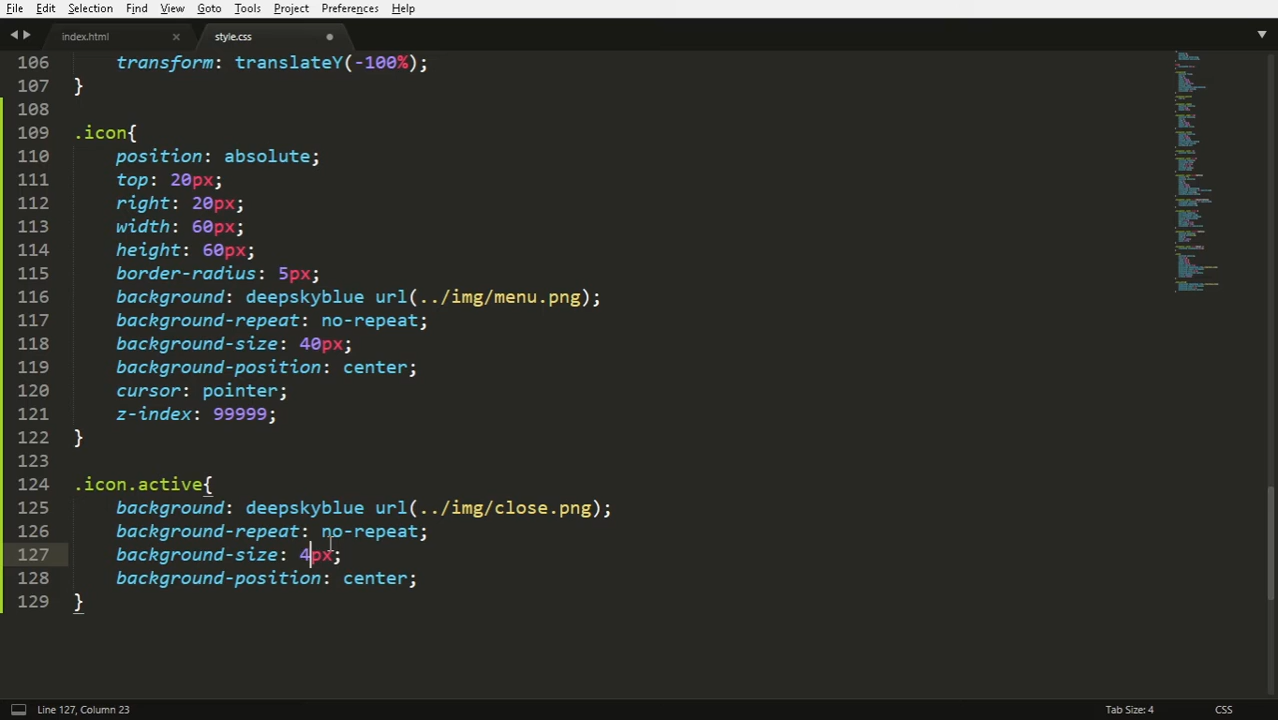 File Edit Selection Find View Goto Tools Project Preferences Help
index.html × style.css
106 transform: translateY(-100%);
107 }
108
109 .icon{
110 position: absolute;
111 top: 20px;
112 right: 20px;
113 width: 60px;
114 height: 60px;
115 border-radius: 5px;
116 background: deepskyblue url(../img/menu.png);
117 background-repeat: no-repeat;
118 background-size: 40px;
119 background-position: center;
120 cursor: pointer;
121 z-index: 99999;
122 }
123
124 .icon.active{
125 background: deepskyblue url(../img/close.png);
126 background-repeat: no-repeat;
127 background-size: 4px;
128 background-position: center;
129 }
Line 127, Column 23 Tab Size: 4 CSS